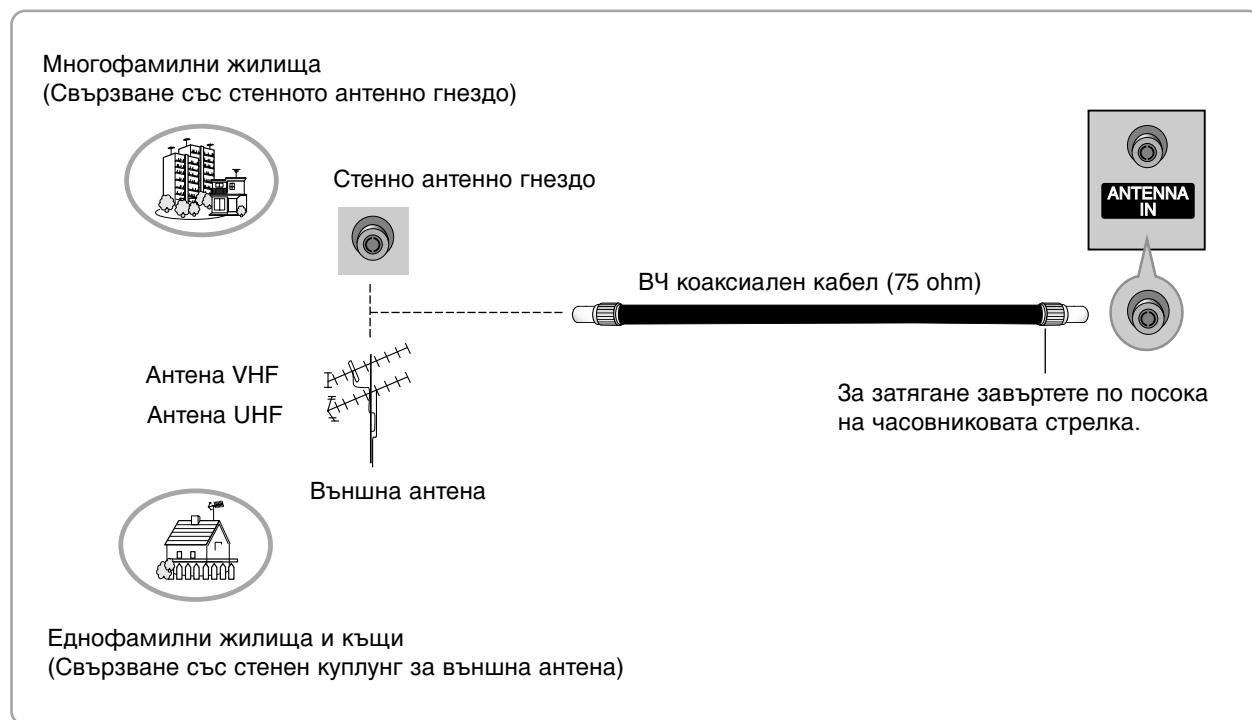 Многофамилни жилища
(Свързване със стенното антенно гнездо)
Стенно антенно гнездо
ANTENNA
IN
ВЧ коаксиален кабел (75 ohm)
Антена VHF
Антена UHF
За затягане завъртете по посока
на часовниковата стрелка.
Външна антена
Еднофамилни жилища и къщи
(Свързване със стенен куплунг за външна антена)